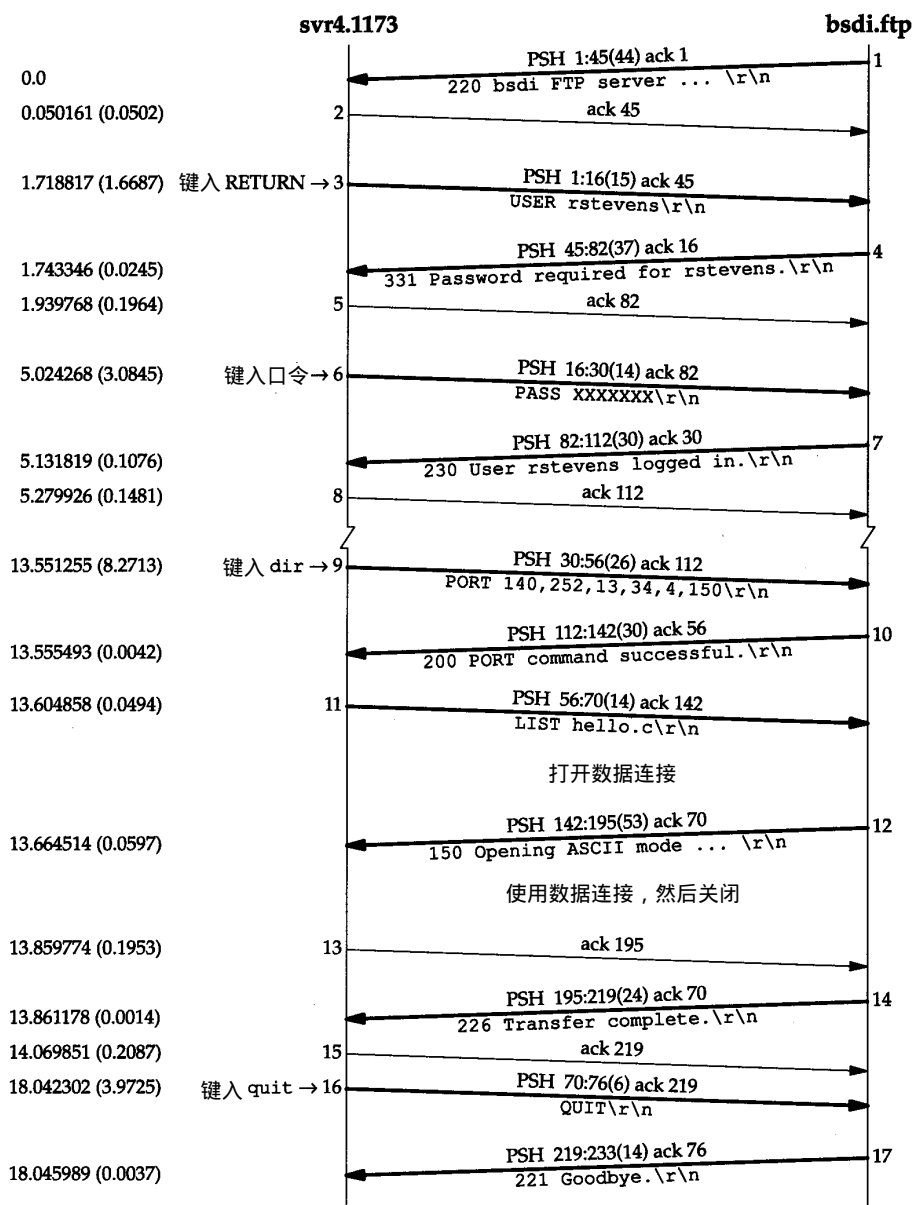 svr4.1173 bsdi.ftp
PSH 1:45(44) ack 1 1
0.0 220 bsdi FTP server ... \r\n
0.050161 (0.0502) 2 ack 45
1.718817 (1.6687) 键入 RETURN → 3 PSH 1:16(15) ack 45
USER rstevens\r\n
PSH 45:82(37) ack 16 4
1.743346 (0.0245) 331 Password required for rstevens.\r\n
1.939768 (0.1964) 5 ack 82
5.024268 (3.0845) 键入口令→ 6 PSH 16:30(14) ack 82
PASS XXXXXXX\r\n
PSH 82:112(30) ack 30 7
5.131819 (0.1076) 230 User rstevens logged in.\r\n
5.279926 (0.1481) 8 ack 112
13.551255 (8.2713) 键入 dir → 9 PSH 30:56(26) ack 112
PORT 140,252,13,34,4,150\r\n
PSH 112:142(30) ack 56 10
13.555493 (0.0042) 200 PORT command successful.\r\n
13.604858 (0.0494) 11 PSH 56:70(14) ack 142
LIST hello.c\r\n
打开数据连接
PSH 142:195(53) ack 70 12
13.664514 (0.0597) 150 Opening ASCII mode ... \r\n
使用数据连接，然后关闭
13.859774 (0.1953) 13 ack 195
PSH 195:219(24) ack 70 14
13.861178 (0.0014) 226 Transfer complete.\r\n
14.069851 (0.2087) 15 ack 219
18.042302 (3.9725) 键入 quit → 16 PSH 70:76(6) ack 219
QUIT\r\n
PSH 219:233(14) ack 76 17
18.045989 (0.0037) 221 Goodbye.\r\n